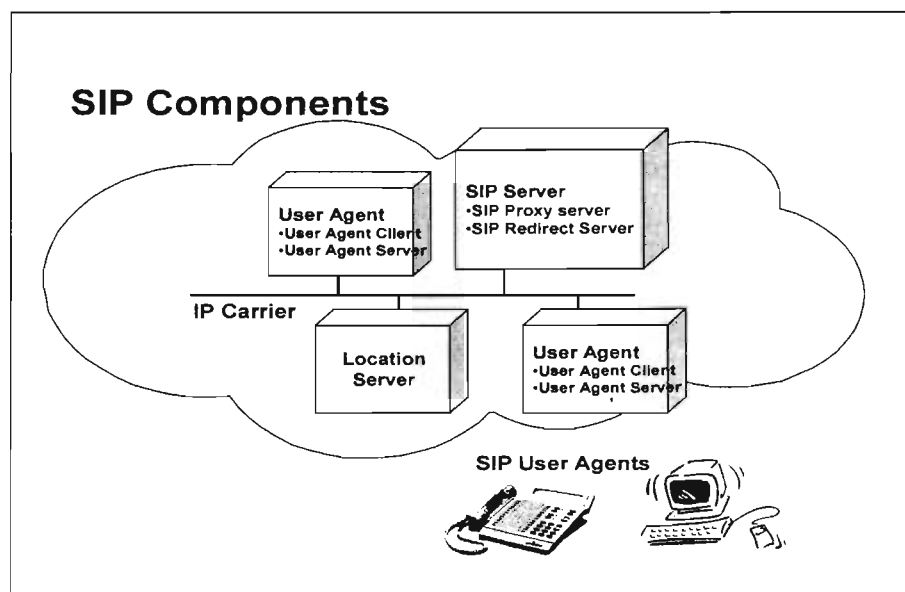 SIP Components
SIP Server
•SIP Proxy server
•SIP Redirect Server
User Agent
•User Agent Client
•User Agent Server
IP Carrier
Location
Server
User Agent
•User Agent Client
•User Agent Server
SIP User Agents